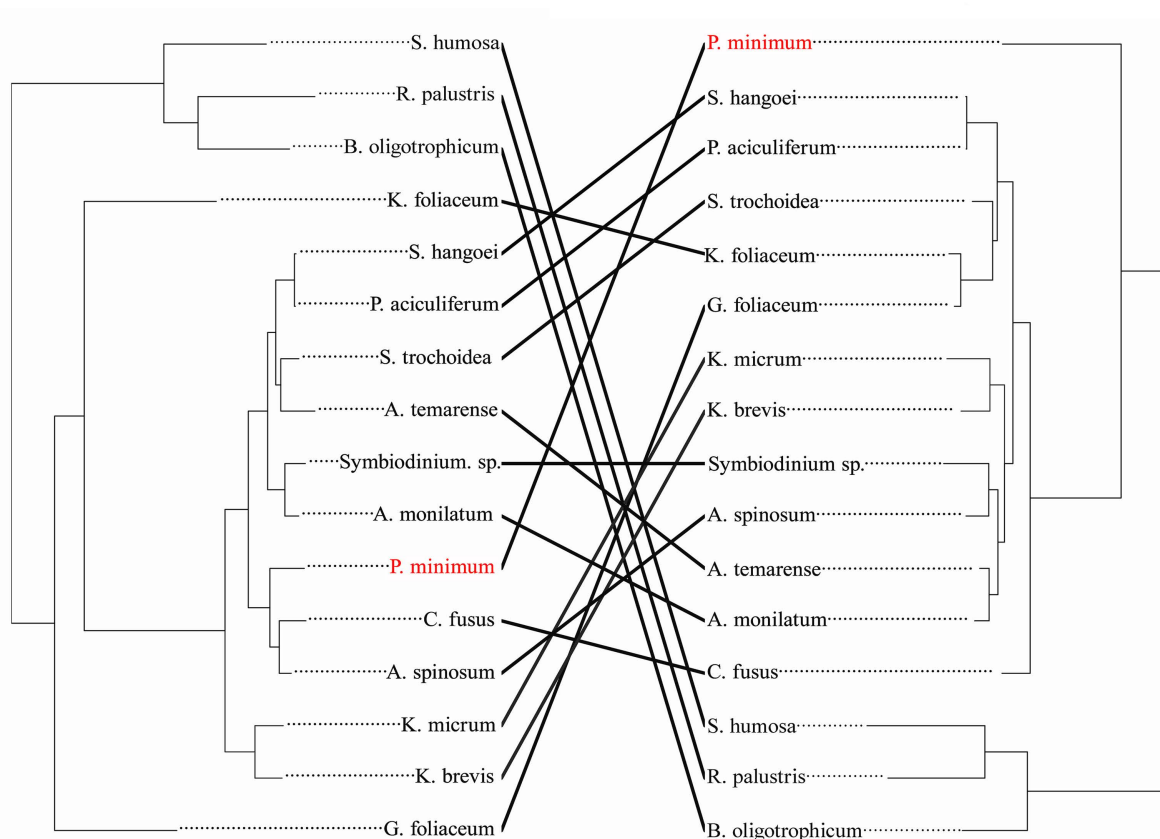 S. humosa
R. palustris
B. oligotrophicum
K. foliaceum
S. hangoei
P. aciculiferum
S. trochoidea
A. temarense
Symbiodinium. sp.
A. monilatum
P. minimum
C. fusus
A. spinosum
K. micrum
K. brevis
G. foliaceum
P. minimum
S. hangoei
P. aciculiferum
S. trochoidea
K. foliaceum
G. foliaceum
K. micrum
K. brevis
Symbiodinium sp.
A. spinosum
A. temarense
A. monilatum
C. fusus
S. humosa
R. palustris
B. oligotrophicum